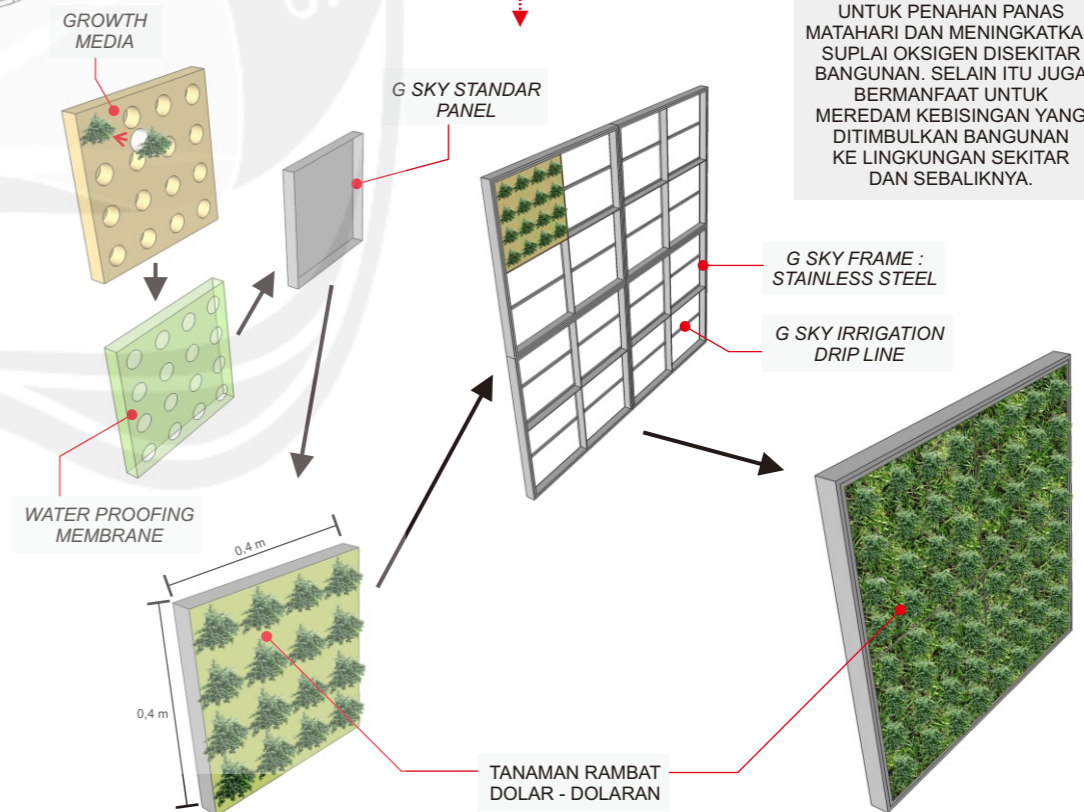 GROWTH
MEDIA
G SKY STANDAR
PANEL
UNTUK PENAHAN PANAS
MATAHARI DAN MENINGKATKA
SUPLAI OKSIGEN DISEKITAR
BANGUNAN. SELAIN ITU JUGA
BERMANFAAT UNTUK
MEREDAM KEBISINGAN YANG
DITIMBULKAN BANGUNAN
KE LINGKUNGAN SEKITAR
DAN SEBALIKNYA.
G SKY FRAME :
STAINLESS STEEL
G SKY IRRIGATION
DRIP LINE
WATER PROOFING
MEMBRANE
0,4 m
0,4 m
TANAMAN RAMBAT
DOLAR - DOLARAN